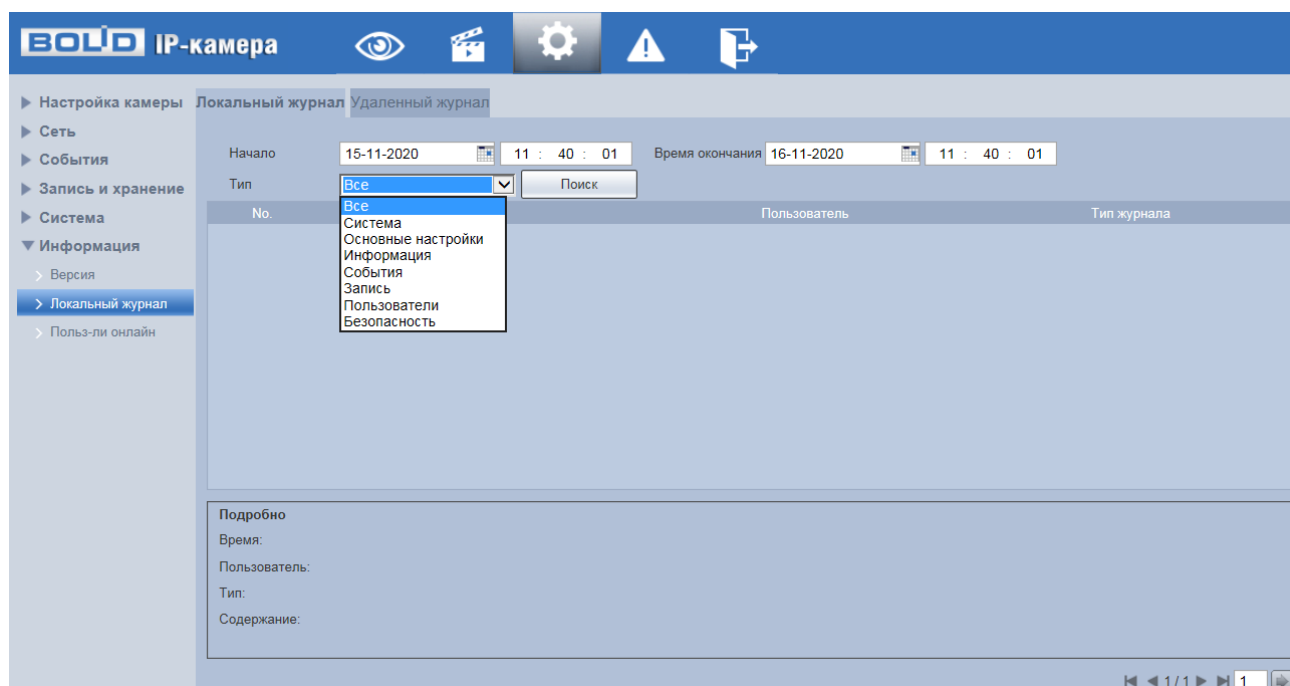 BOLID IP-камера
Настройка камеры
Сеть
События
Запись и хранение
Система
Информация
Версия
Локальный журнал
Польз-ли онлайн
Локальный журнал Удаленный журнал
Начало 15-11-2020 11 : 40 : 01 Время окончания 16-11-2020 11 : 40 : 01
Тип Все Поиск
Все
Система
Основные настройки
Информация
События
Запись
Пользователи
Безопасность
No. Пользователь Тип журнала
Подробно
Время:
Пользователь:
Тип:
Содержание:
1 / 1 1